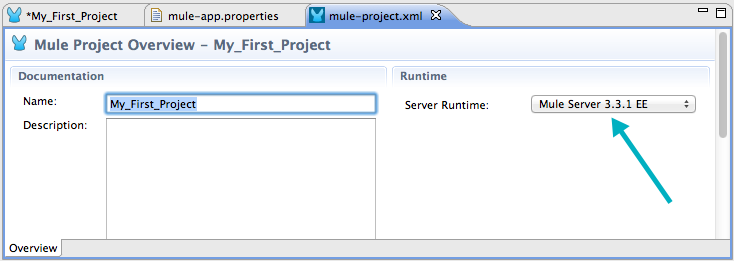 *My_First_Project mule-app.properties mule-project.xml
Mule Project Overview - My_First_Project
Documentation Runtime
Name: My_First_Project Server Runtime: Mule Server 3.3.1 EE
Description:
Overview